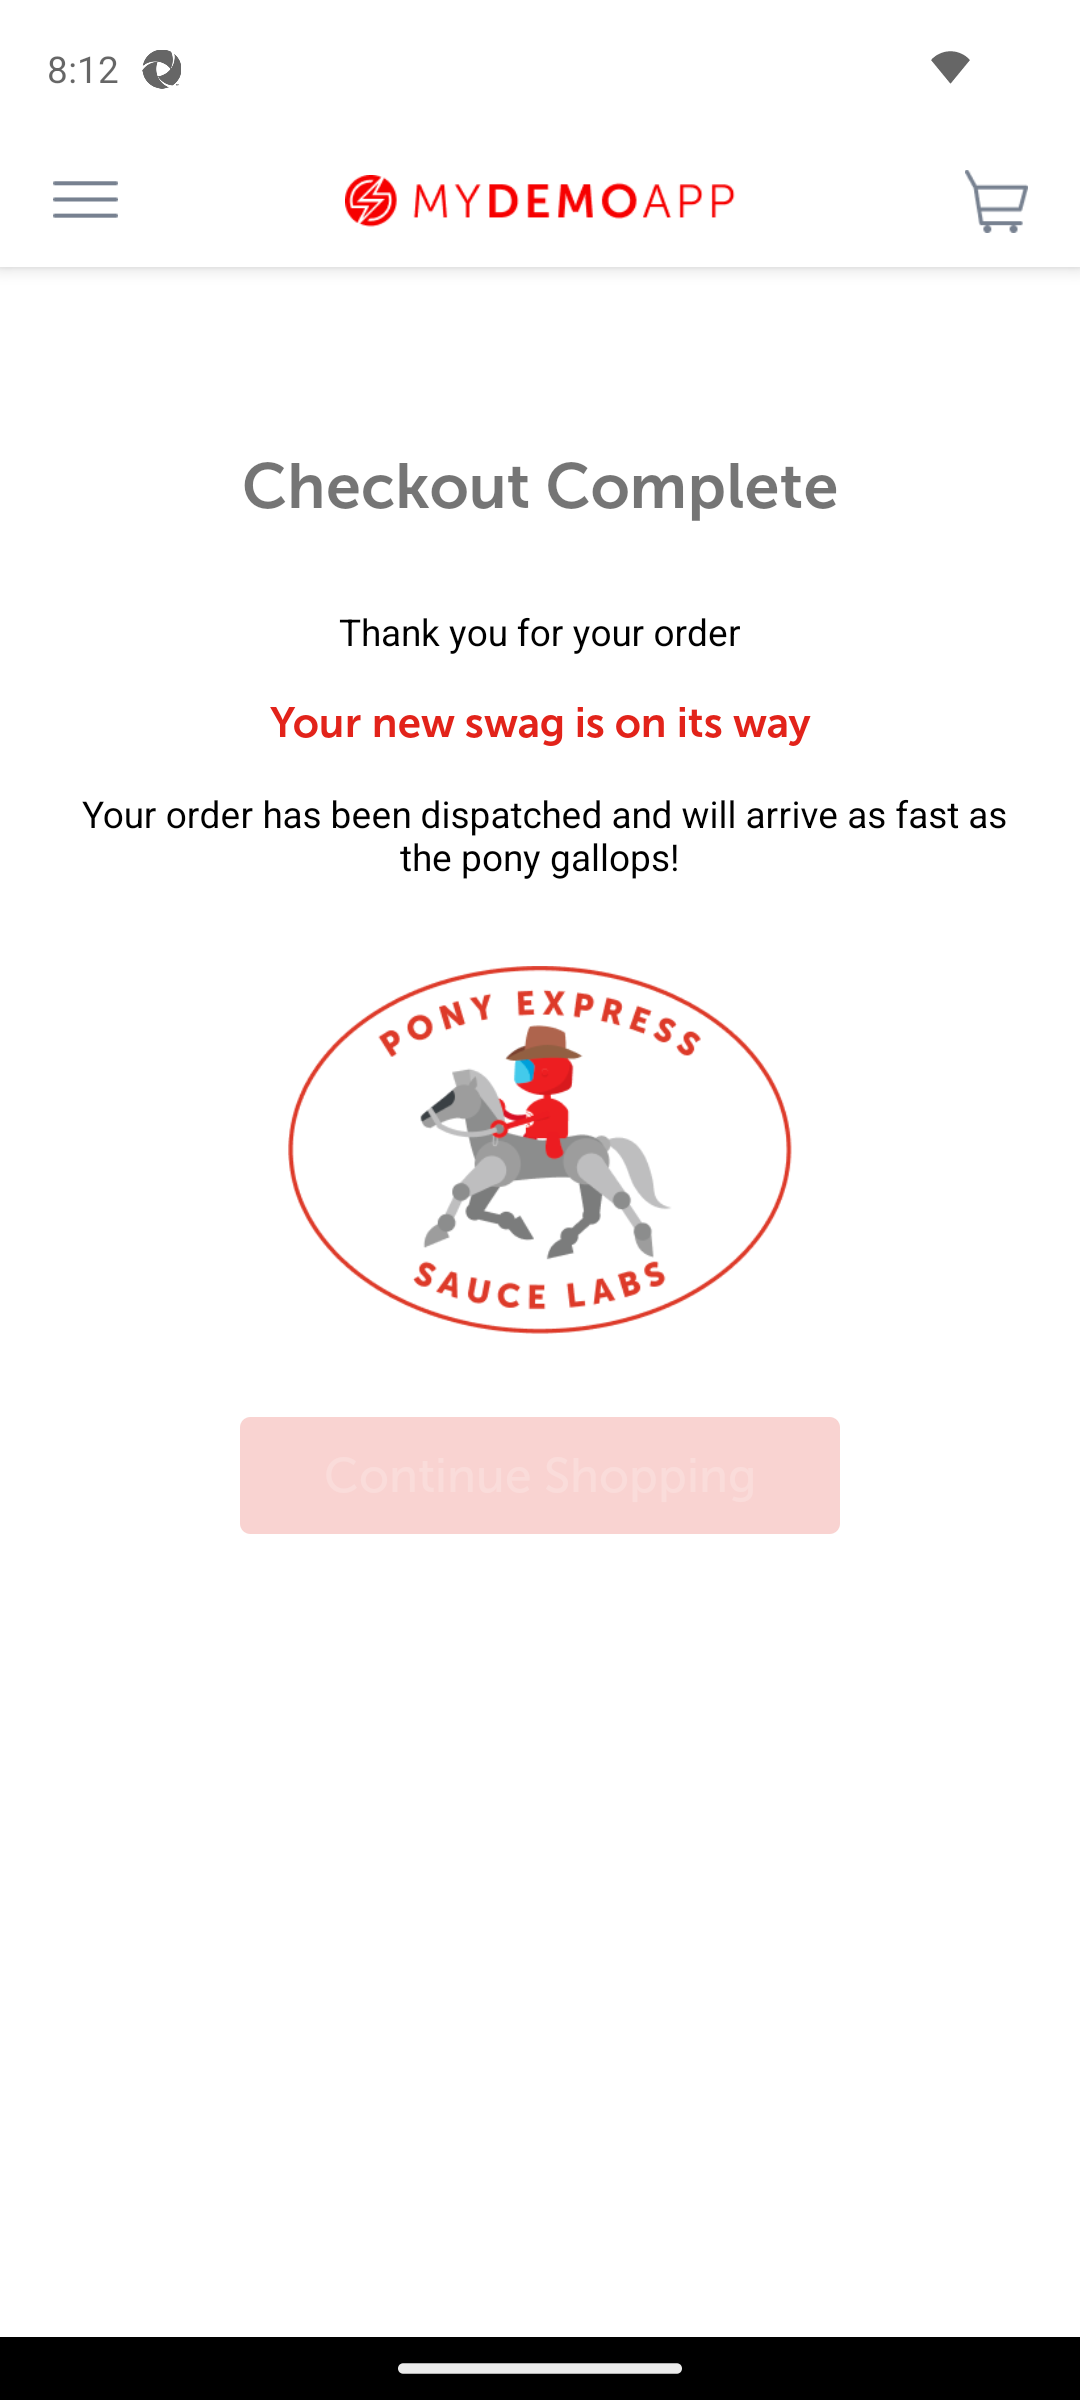 8:12
MYDEMOAPP
Checkout Complete
Thank you for your order
Your new swag is on its way
Your order has been dispatched and will arrive as fast as
the pony gallops!
PONY EXPRESS
SAUCE LABS
Continue Shopping